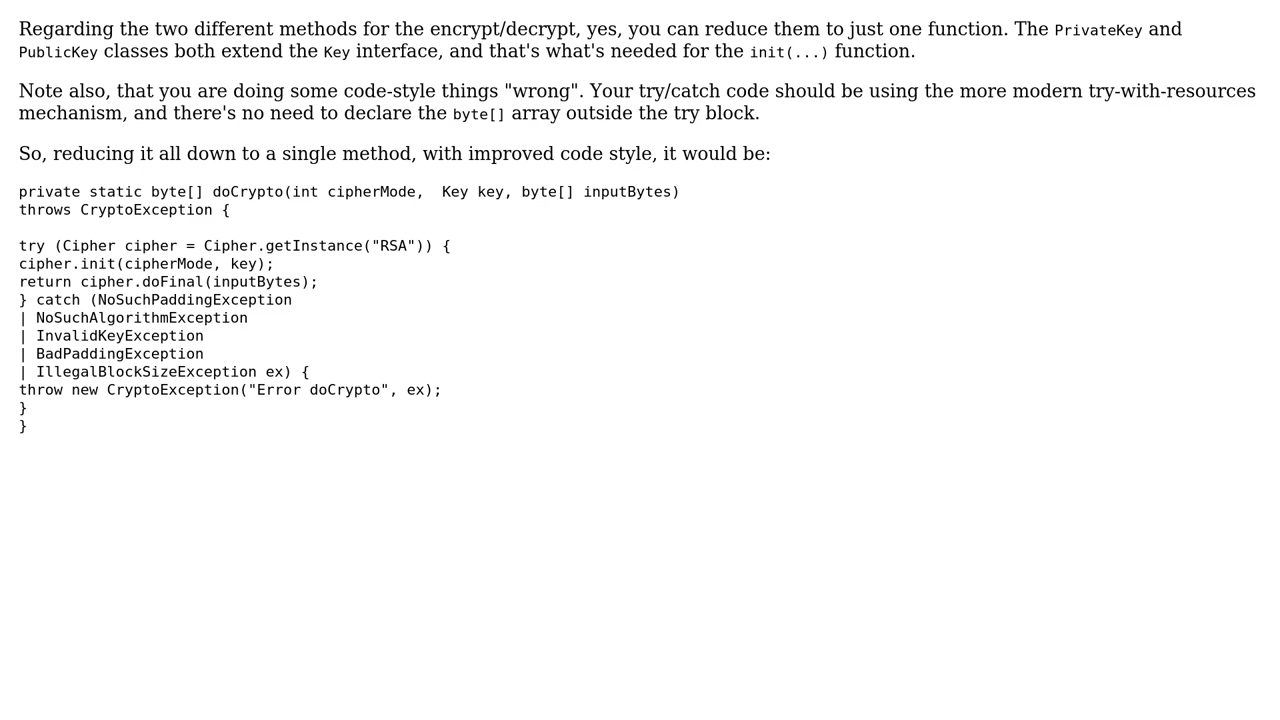 Regarding the two different methods for the encrypt/decrypt, yes, you can reduce them to just one function. The PrivateKey and
PublicKey classes both extend the Key interface, and that's what's needed for the init(...) function.
Note also, that you are doing some code-style things "wrong". Your try/catch code should be using the more modern try-with-resources
mechanism, and there's no need to declare the byte[] array outside the try block.
So, reducing it all down to a single method, with improved code style, it would be:
private static byte[] doCrypto(int cipherMode,  Key key, byte[] inputBytes)
throws CryptoException {
try (Cipher cipher = Cipher.getInstance("RSA")) {
cipher.init(cipherMode, key);
return cipher.doFinal(inputBytes);
} catch (NoSuchPaddingException
| NoSuchAlgorithmException
| InvalidKeyException
| BadPaddingException
| IllegalBlockSizeException ex) {
throw new CryptoException("Error doCrypto", ex);
}
}